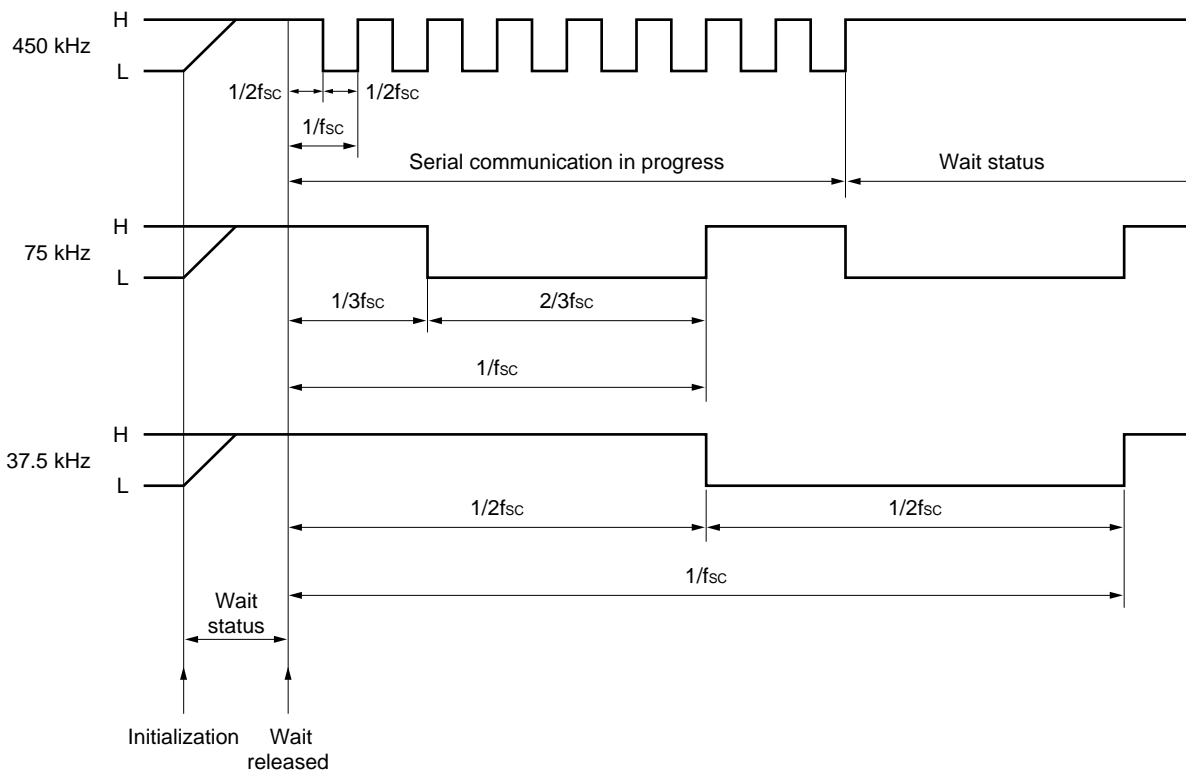 H
450 kHz
L
1/2fSC 1/2fSC
1/fSC
Serial communication in progress Wait status
H
75 kHz
L
1/3fSC 2/3fSC
1/fSC
H
37.5 kHz
L
1/2fSC 1/2fSC
1/fSC
Wait
status
Initialization Wait
released